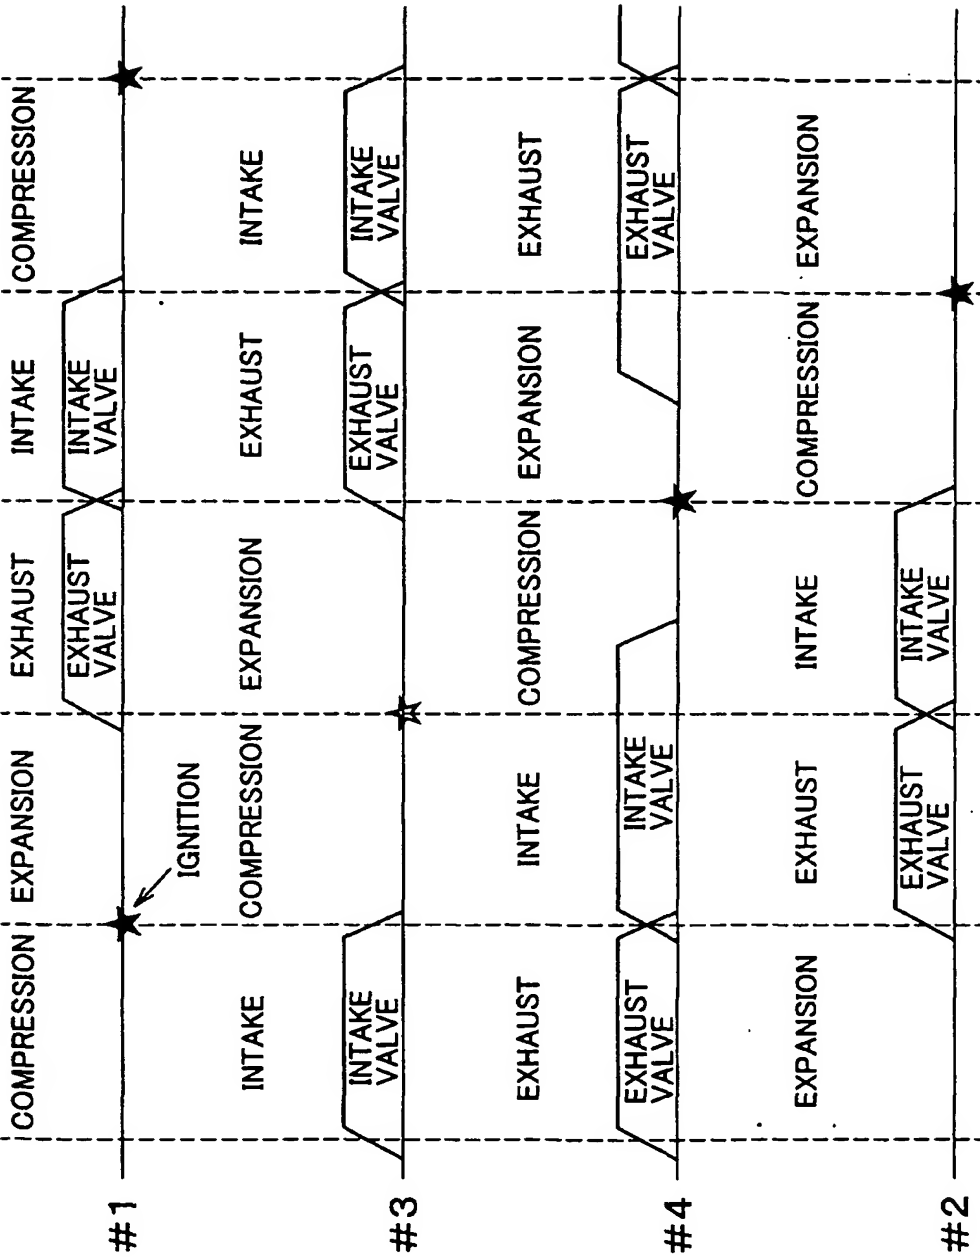 COMPRESSION EXPANSION EXHAUST INTAKE COMPRESSION
EXHAUST INTAKE
VALVE VALVE
#1
IGNITION
INTAKE COMPRESSION EXPANSION EXHAUST INTAKE
INTAKE EXHAUST INTAKE
VALVE VALVE VALVE
#3
EXHAUST INTAKE COMPRESSION EXPANSION EXHAUST
EXHAUST INTAKE EXHAUST
VALVE VALVE VALVE
#4
EXPANSION EXHAUST INTAKE COMPRESSION EXPANSION
EXHAUST INTAKE
VALVE VALVE
#2